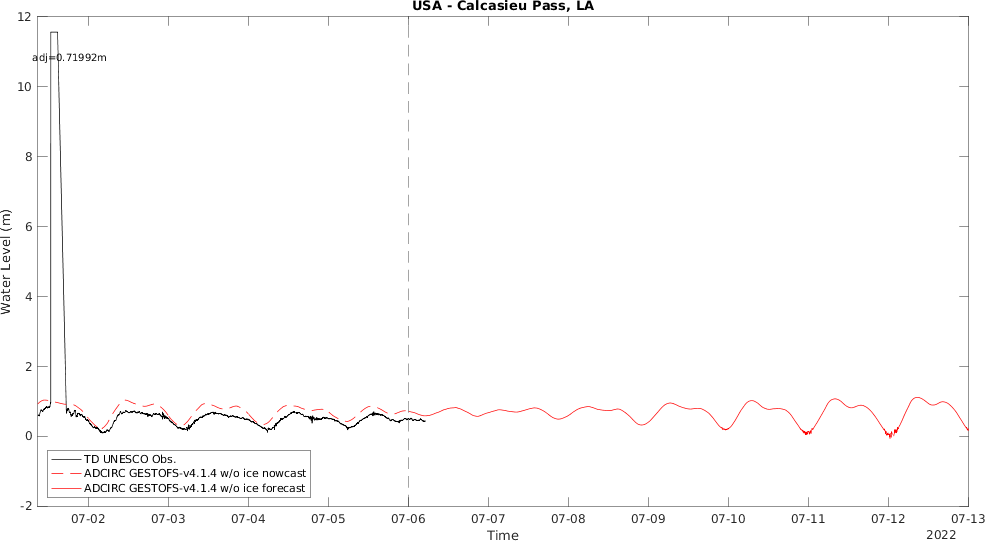 USA - Calcasieu Pass, LA
12
adj=0.71992m
10
8
6
4
2
0
-2
Water Level (m)
TD UNESCO Obs.
ADCIRC GESTOFS-v4.1.4 w/o ice nowcast
ADCIRC GESTOFS-v4.1.4 w/o ice forecast
07-02 07-03 07-04 07-05 07-06 07-07 07-08 07-09 07-10 07-11 07-12 07-13
Time
2022